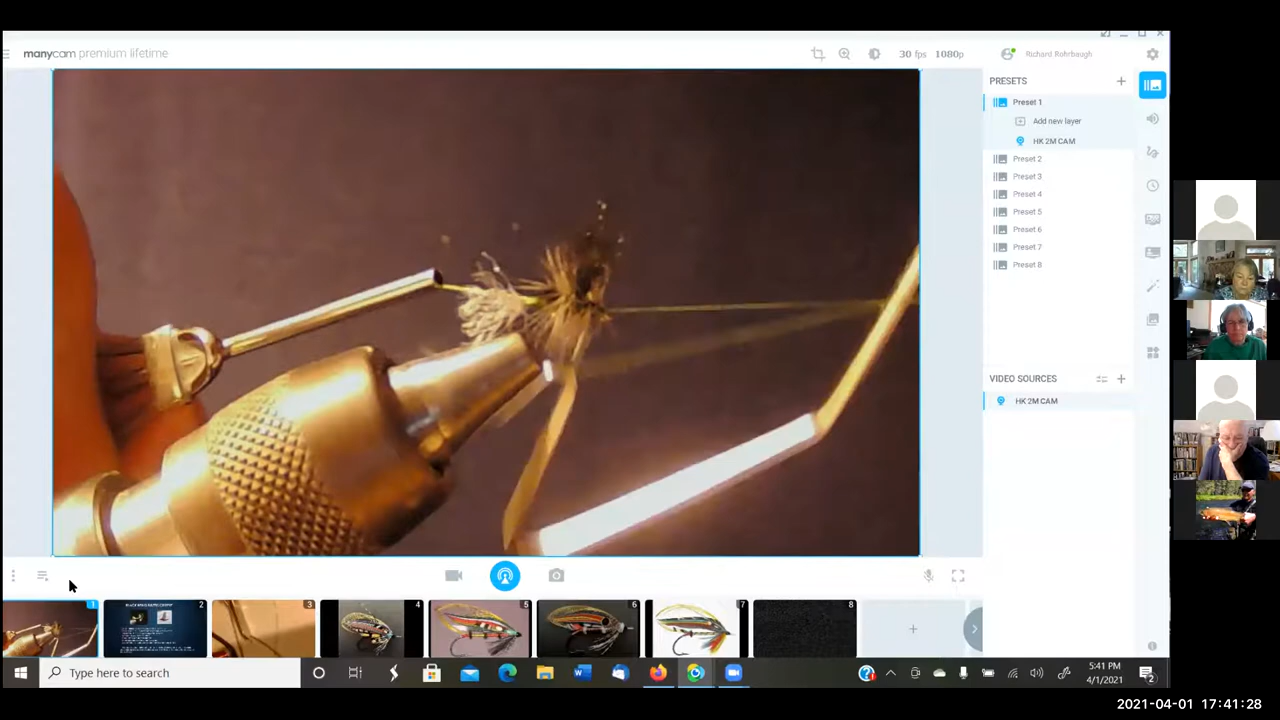 manycam premium lifetime
30 fps 1080p
Richard Rohrbaugh
PRESETS
Preset 1
Add new layer
HK 2M CAM
Preset 2
Preset 3
Preset 4
Preset 5
Preset 6
Preset 7
Preset 8
VIDEO SOURCES
HK 2M CAM
1
2
3
4
5
6
7
8
Type here to search
5:41 PM
4/1/2021
2
2021-04-01 17:41:28